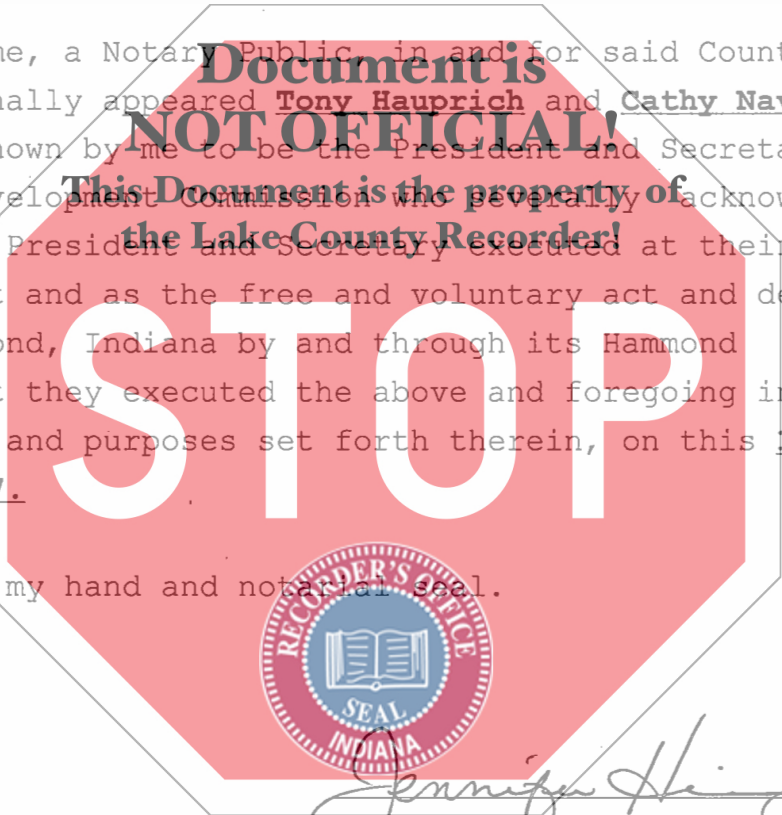 me, a Notary Public, in and for said Count
Document is
nally appeared Tony Hauprich and Cathy Nav
NOT OFFICIAL!
nown by me to be the President and Secreta
This Document is the property of
velopment Commission who severally acknow
the Lake County Recorder!
President and Secretary executed at their
t and as the free and voluntary act and de
ond, Indiana by and through its Hammond
STOP
t they executed the above and foregoing in
and purposes set forth therein, on this
my hand and notarial seal.
RECORDER'S OFFICE
SEAL
INDIANA
Jennifer